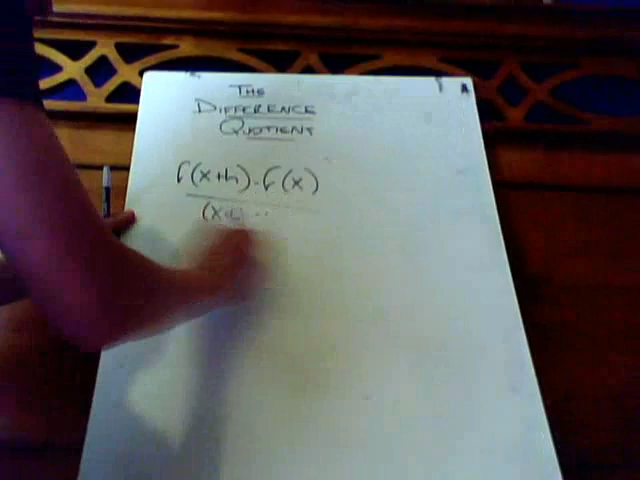 THE
DIFFERENCE
QUOTIENT
f(x+h)-f(x)
(x+